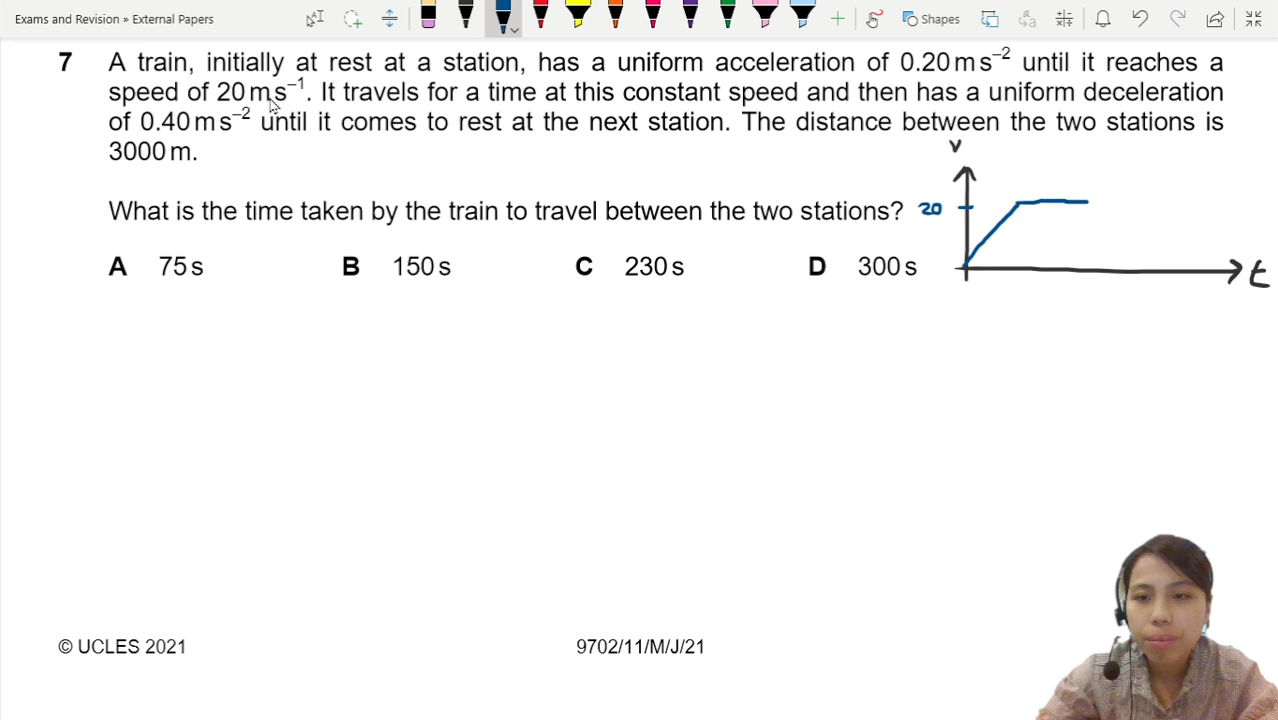 Exams and Revision » External Papers
Shapes
7 A train, initially at rest at a station, has a uniform acceleration of 0.20 m s⁻² until it reaches a
speed of 20 m s⁻¹. It travels for a time at this constant speed and then has a uniform deceleration
of 0.40 m s⁻² until it comes to rest at the next station. The distance between the two stations is
3000 m.
v
What is the time taken by the train to travel between the two stations?
20
A 75 s B 150 s C 230 s D 300 s
t
© UCLES 2021 9702/11/M/J/21